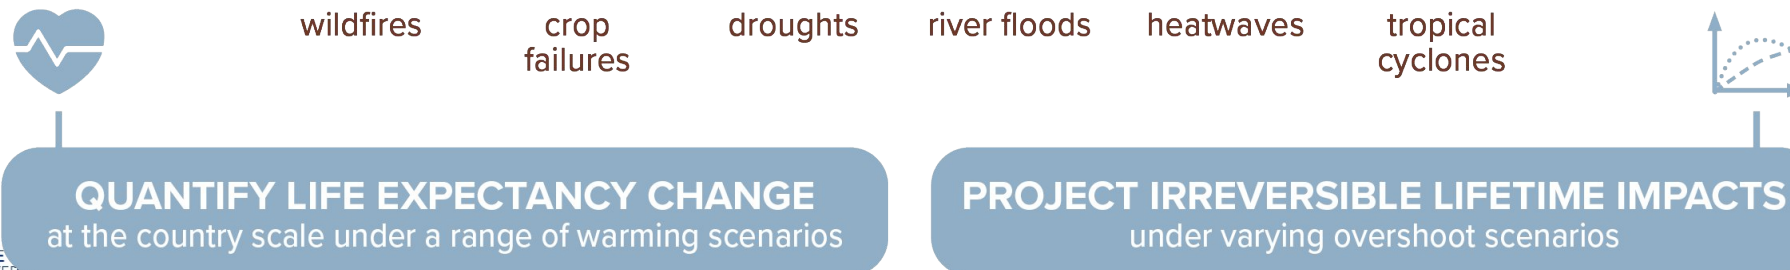 wildfires
crop
failures
droughts
river floods
heatwaves
tropical
cyclones
QUANTIFY LIFE EXPECTANCY CHANGE
at the country scale under a range of warming scenarios
PROJECT IRREVERSIBLE LIFETIME IMPACTS
under varying overshoot scenarios